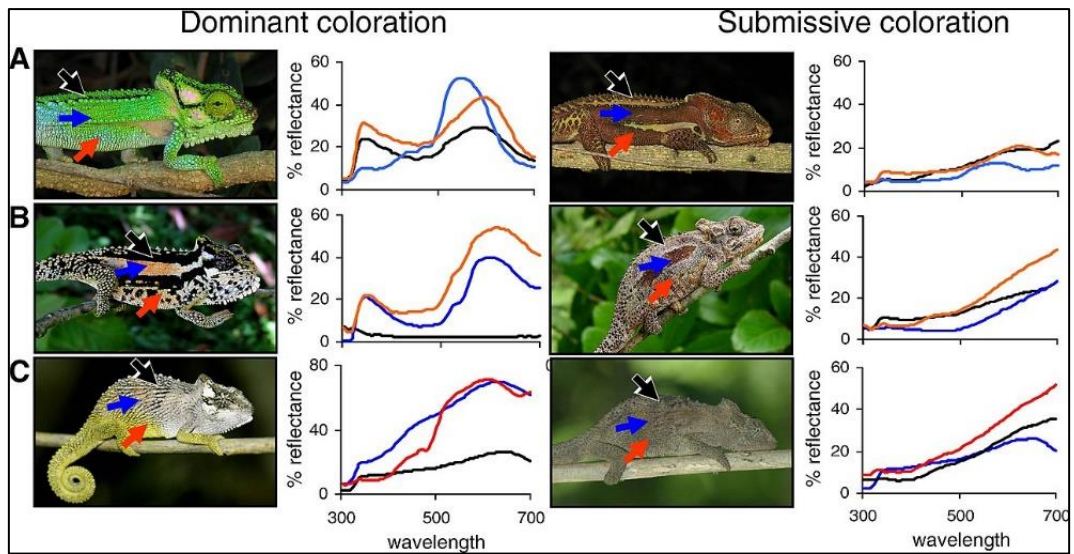 Dominant coloration
Submissive coloration
A
% reflectance
60
40
20
0
% reflectance
60
40
20
0
B
% reflectance
60
40
20
0
% reflectance
60
40
20
0
C
% reflectance
80
40
0
300 500 700
wavelength
% reflectance
60
40
20
0
300 500 700
wavelength